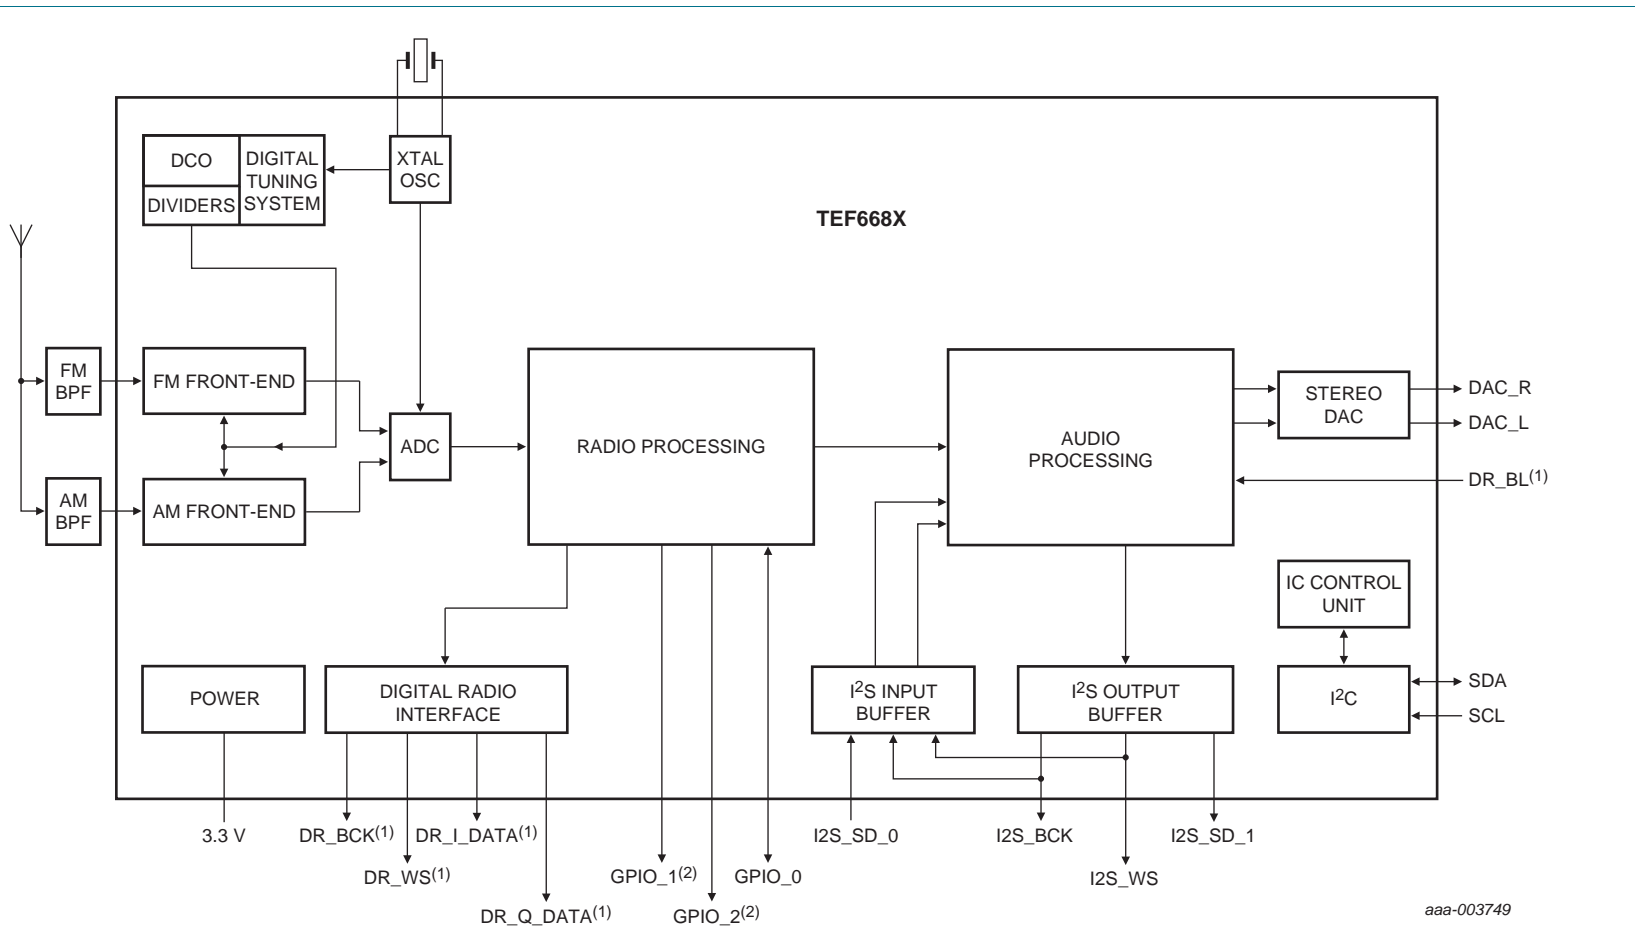 DCO
DIVIDERS
DIGITAL
TUNING
SYSTEM
XTAL
OSC
TEF668X
FM
BPF
FM FRONT-END
AM
BPF
AM FRONT-END
ADC
RADIO PROCESSING
AUDIO
PROCESSING
STEREO
DAC
DAC_R
DAC_L
DR_BL(1)
IC CONTROL
UNIT
I2C
SDA
SCL
POWER
DIGITAL RADIO
INTERFACE
I2S INPUT
BUFFER
I2S OUTPUT
BUFFER
3.3 V
DR_BCK(1)
DR_I_DATA(1)
I2S_SD_0
I2S_BCK
I2S_SD_1
DR_WS(1)
GPIO_1(2)
GPIO_0
I2S_WS
DR_Q_DATA(1)
GPIO_2(2)
aaa-003749